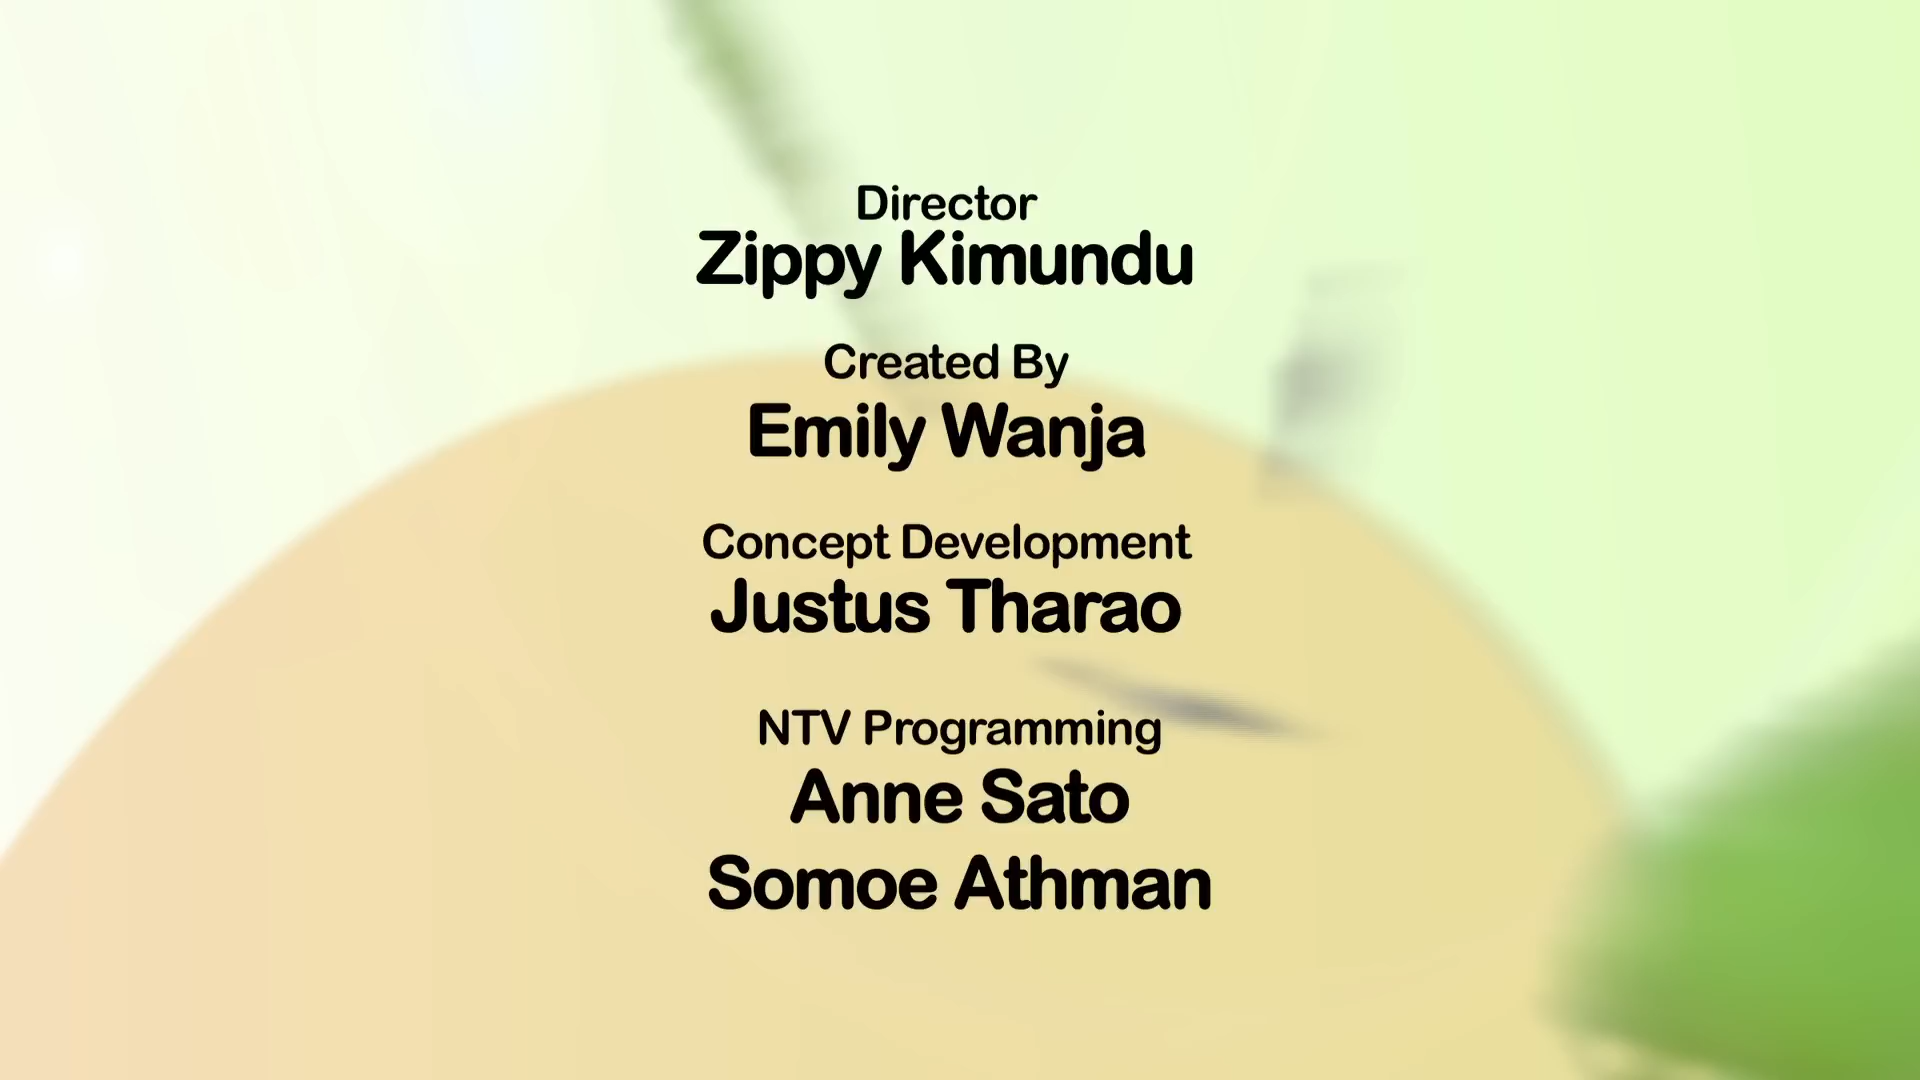 Director
Zippy Kimundu
Created By
Emily Wanja
Concept Development
Justus Tharao
NTV Programming
Anne Sato
Somoe Athman